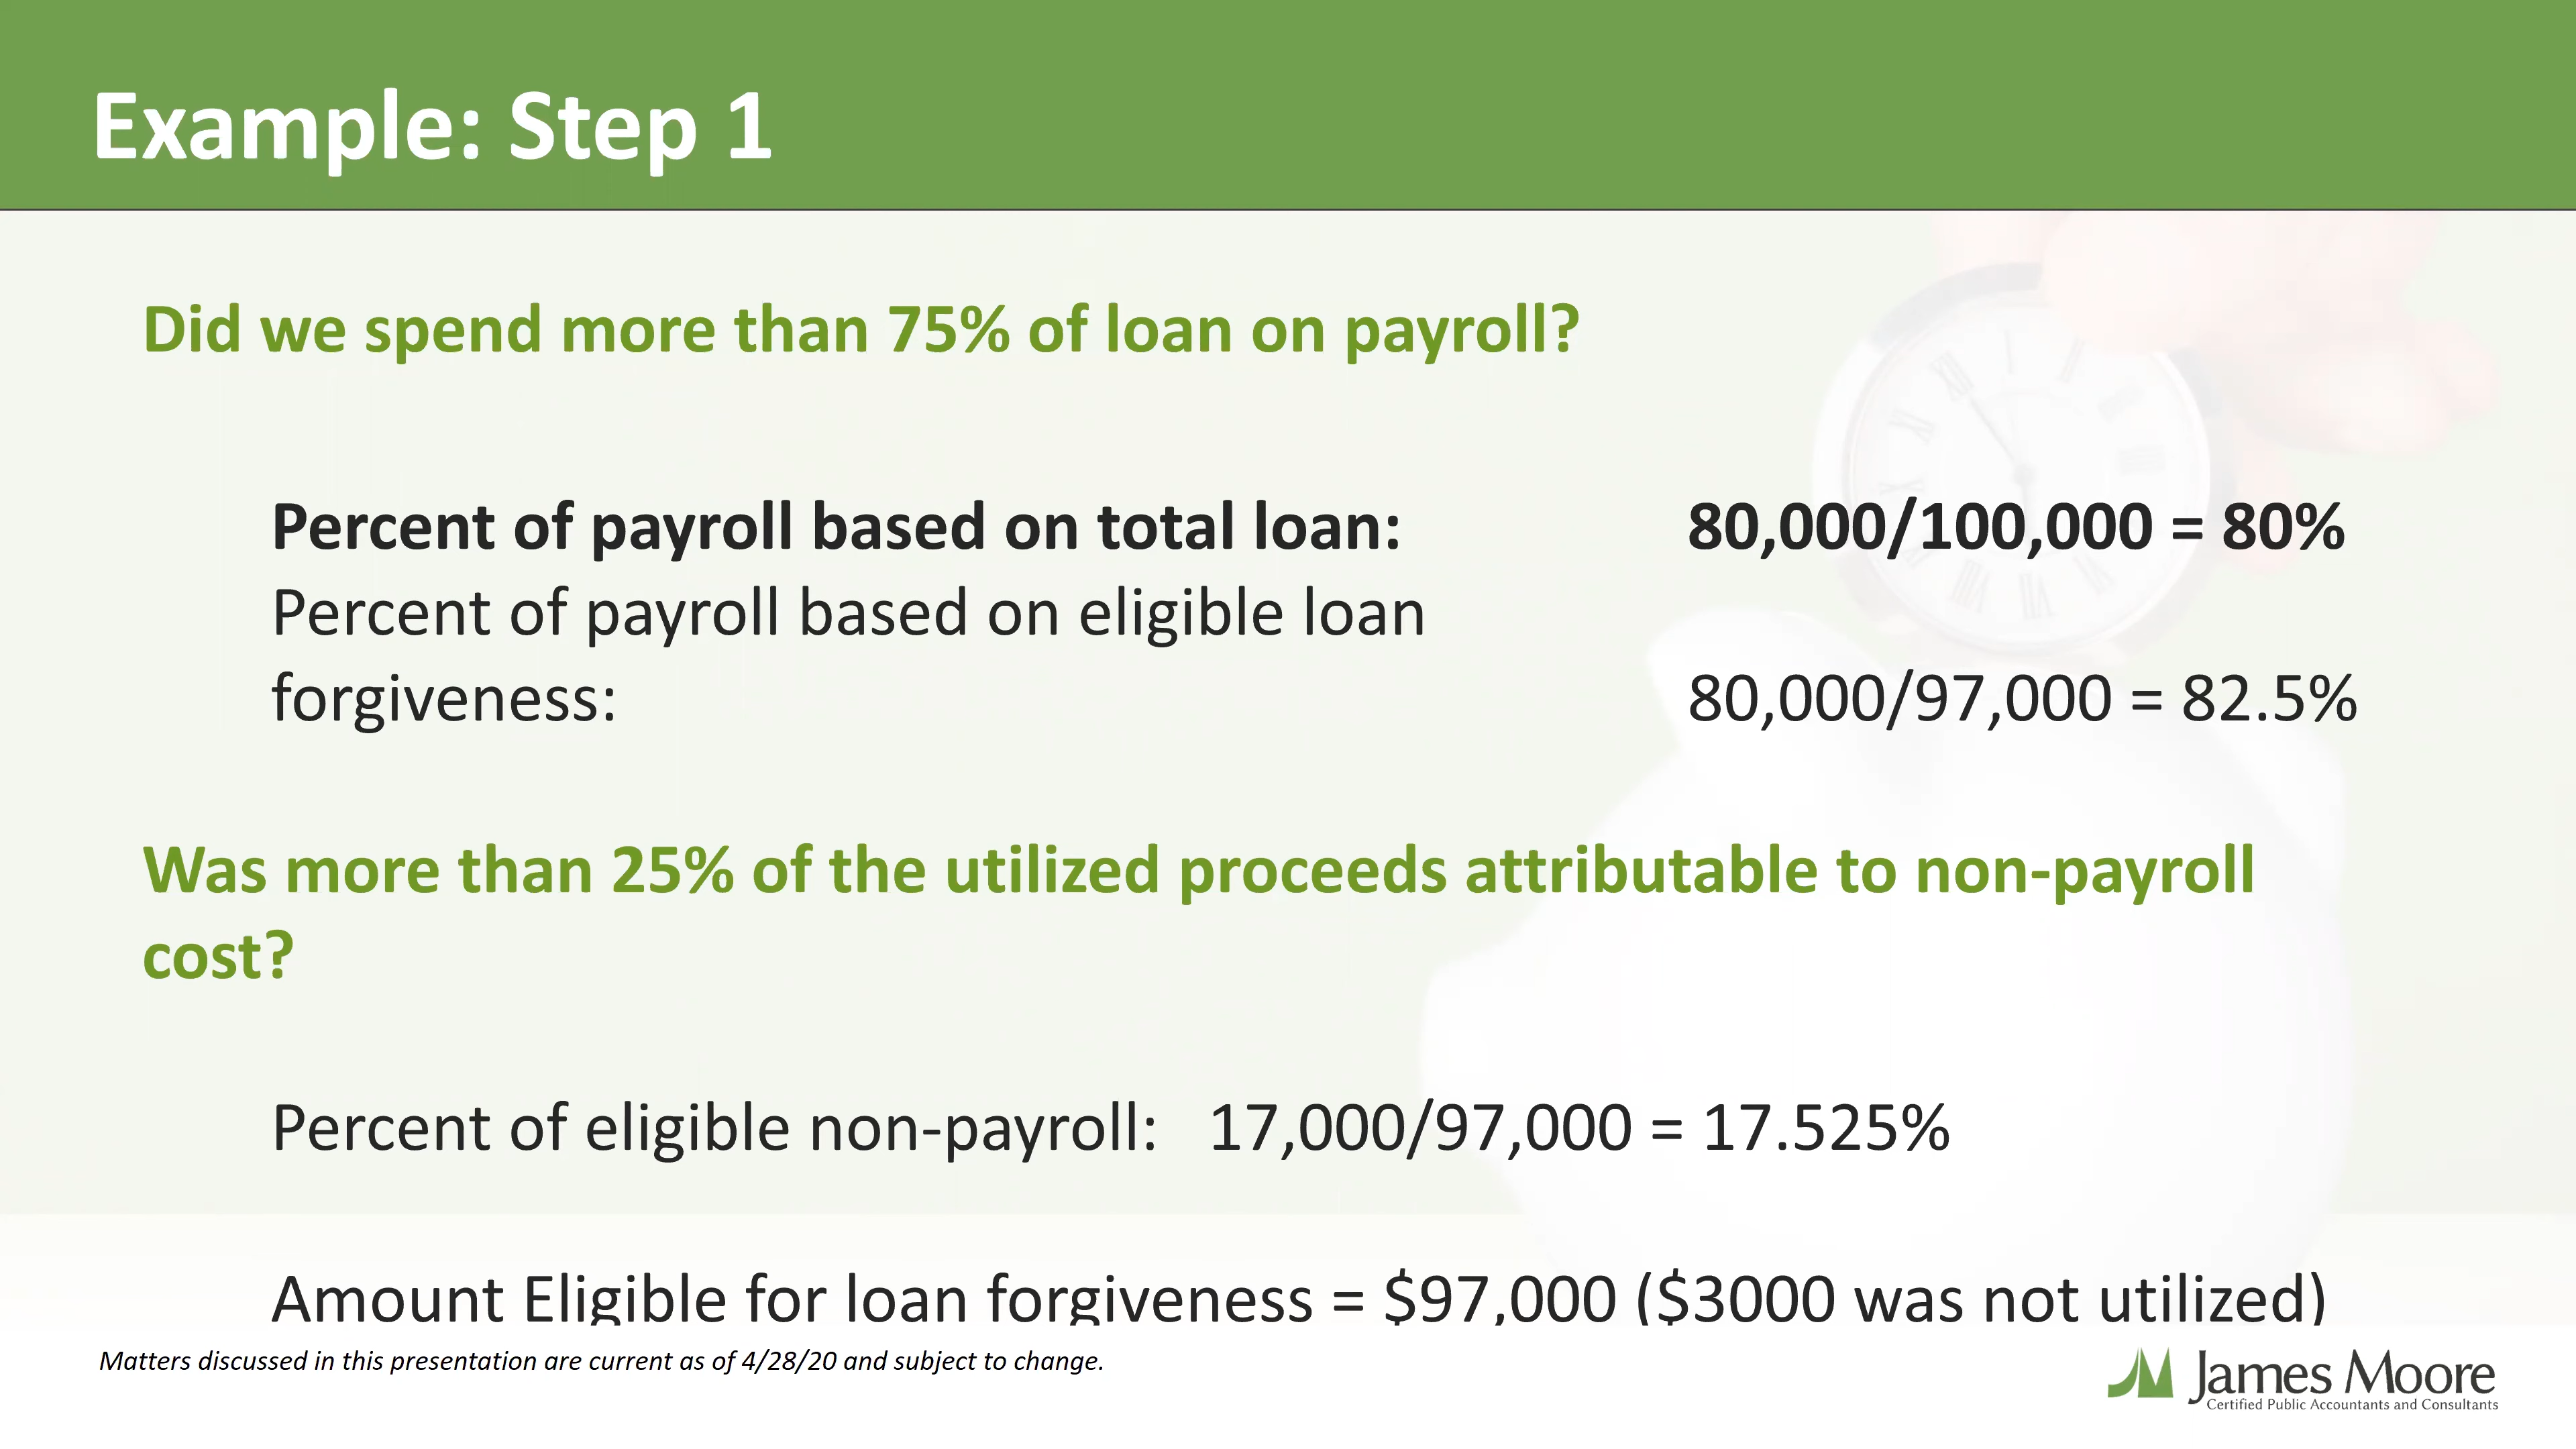 Example: Step 1
Did we spend more than 75% of loan on payroll?
Percent of payroll based on total loan: 80,000/100,000 = 80%
Percent of payroll based on eligible loan
forgiveness: 80,000/97,000 = 82.5%
Was more than 25% of the utilized proceeds attributable to non-payroll
cost?
Percent of eligible non-payroll: 17,000/97,000 = 17.525%
Amount Eligible for loan forgiveness = $97,000 ($3000 was not utilized)
Matters discussed in this presentation are current as of 4/28/20 and subject to change.
James Moore
Certified Public Accountants and Consultants